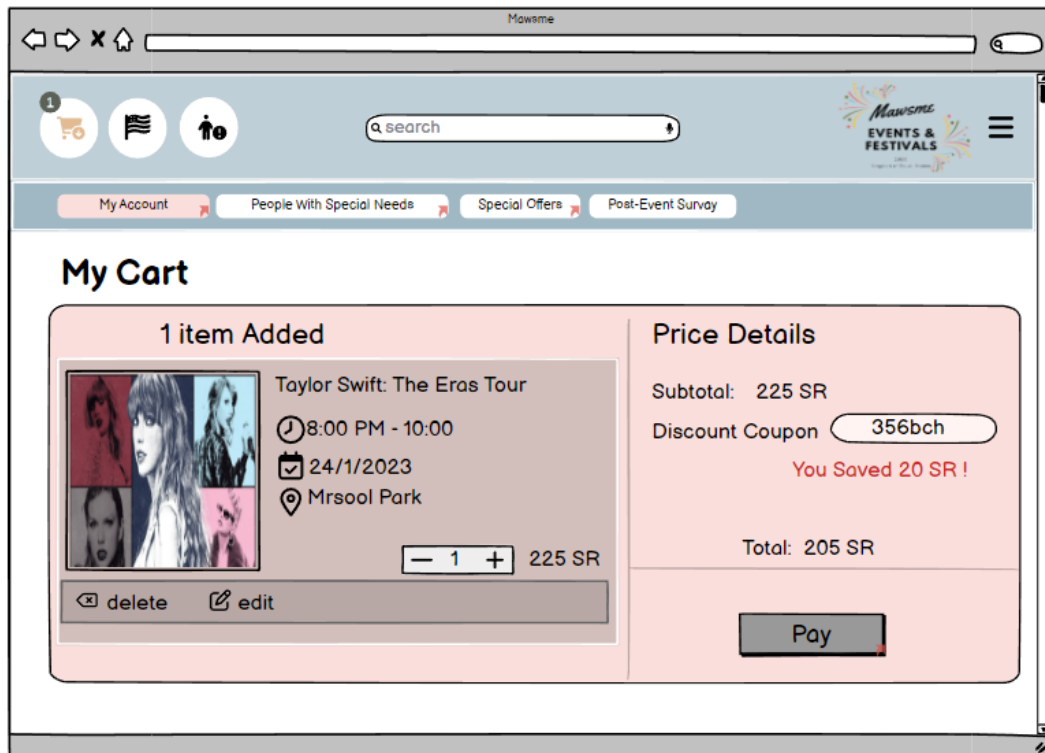 Mawsme
1
search
Mawsme
EVENTS &
FESTIVALS
My Account
People With Special Needs
Special Offers
Post-Event Survay
My Cart
1 item Added
Taylor Swift: The Eras Tour
8:00 PM - 10:00
24/1/2023
Mrsool Park
1
225 SR
delete
edit
Price Details
Subtotal: 225 SR
Discount Coupon 356bch
You Saved 20 SR !
Total: 205 SR
Pay